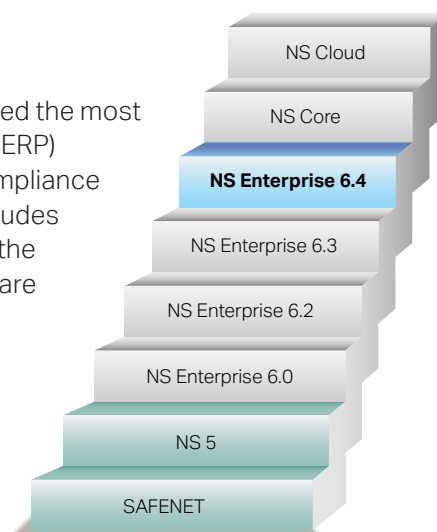 NS Cloud
NS Core
NS Enterprise 6.4
NS Enterprise 6.3
NS Enterprise 6.2
NS Enterprise 6.0
NS 5
SAFENET
ed the most
ERP)
mpliance
udes
the
are